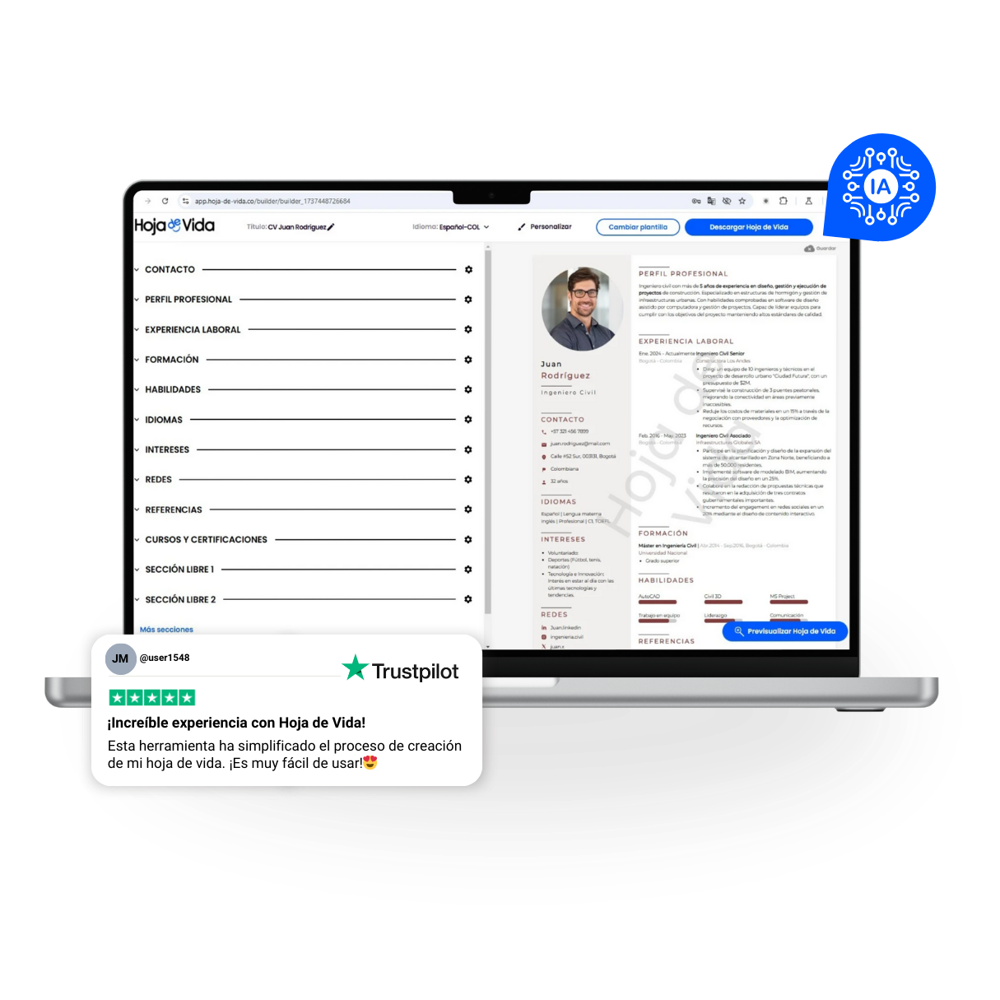 IA
app.hoja-de-vida.co/builder/builder_1737448726684
Hoja de Vida
Título: CV Juan Rodriguez
Idioma: Español-COL
Personalizar
Cambiar plantilla
Descargar Hoja de Vida
Guardar
CONTACTO
PERFIL PROFESIONAL
EXPERIENCIA LABORAL
FORMACIÓN
HABILIDADES
IDIOMAS
INTERESES
REDES
REFERENCIAS
CURSOS Y CERTIFICACIONES
SECCIÓN LIBRE 1
SECCIÓN LIBRE 2
Más secciones
Juan
Rodríguez
Ingeniero Civil
CONTACTO
+57 321 456 7899
juan.rodriguez@mail.com
Calle #52 Sur, 003131, Bogotá
Colombiana
32 años
IDIOMAS
Español | Lengua materna
Inglés | Profesional | C1, TOEFL
INTERESES
Voluntariado:
Deportes (Fútbol, tenis,
natación)
Tecnología e Innovación:
Interés en estar al día con las
últimas tecnologías y
tendencias.
REDES
Juan.linkedin
ingenieria.civil
juan.x
PERFIL PROFESIONAL
Ingeniero civil con más de 5 años de experiencia en diseño, gestión y ejecución de
proyectos de construcción. Especializado en estructuras de hormigón y gestión de
infraestructuras urbanas. Con habilidades comprobadas en software de diseño
asistido por computadora y gestión de proyectos. Capaz de liderar equipos para
cumplir con los objetivos del proyecto manteniendo altos estándares de calidad.
EXPERIENCIA LABORAL
Ene. 2024 - Actualmente Ingeniero Civil Senior
Bogotá - Colombia Constructora Los Andes
Dirigí un equipo de 10 ingenieros y técnicos en el
proyecto de desarrollo urbano "Ciudad Futura", con un
presupuesto de $2M.
Supervisé la construcción de 3 puentes peatonales,
mejorando la conectividad en áreas previamente
inaccesibles.
Reduje los costos de materiales en un 15% a través de la
negociación con proveedores y la optimización de
recursos.
Feb. 2016 - May. 2023 Ingeniero Civil Asociado
Bogotá - Colombia Infraestructuras Globales SA
Participé en la planificación y diseño de la expansión del
sistema de alcantarillado en Zona Norte, beneficiando a
más de 50,000 residentes.
Implementé software de modelado BIM, aumentando
la precisión del diseño en un 25%.
Colaboré en la redacción de propuestas técnicas que
resultaron en la adquisición de tres contratos
gubernamentales importantes.
Incremento del engagement en redes sociales en un
20% mediante el diseño de contenido interactivo.
FORMACIÓN
Máster en Ingeniería Civil | Abr.2014 - Sep.2016, Bogotá - Colombia
Universidad Nacional
Grado superior
HABILIDADES
AutoCAD Civil 3D MS Project
Trabajo en equipo Liderazgo Comunicación
REFERENCIAS
Hoja de
Vida
Previsualizar Hoja de Vida
JM
@user1548
Trustpilot
¡Increíble experiencia con Hoja de Vida!
Esta herramienta ha simplificado el proceso de creación
de mi hoja de vida. ¡Es muy fácil de usar!😍